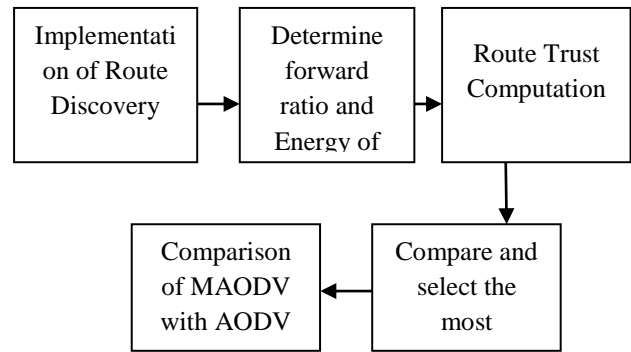 Implementati
on of Route
Discovery
Determine
forward
ratio and
Energy of
Route Trust
Computation
Compare and
select the
most
Comparison
of MAODV
with AODV